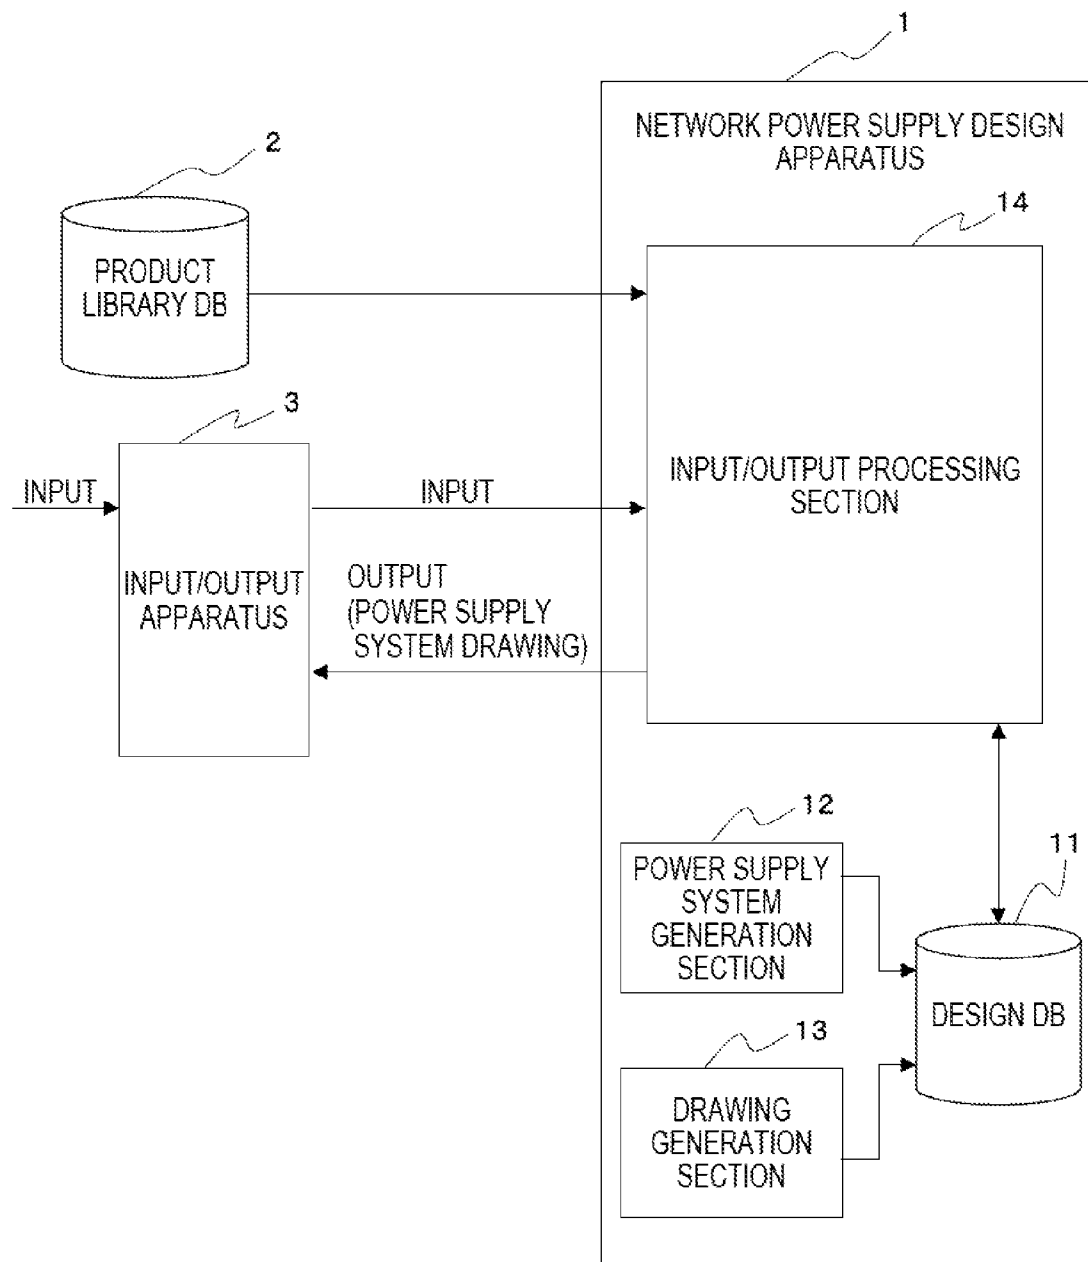 1
NETWORK POWER SUPPLY DESIGN
APPARATUS
2
14
PRODUCT
LIBRARY DB
3
INPUT/OUTPUT PROCESSING
SECTION
INPUT
INPUT
INPUT/OUTPUT
APPARATUS
OUTPUT
(POWER SUPPLY
SYSTEM DRAWING)
12
11
POWER SUPPLY
SYSTEM
GENERATION
SECTION
DESIGN DB
13
DRAWING
GENERATION
SECTION